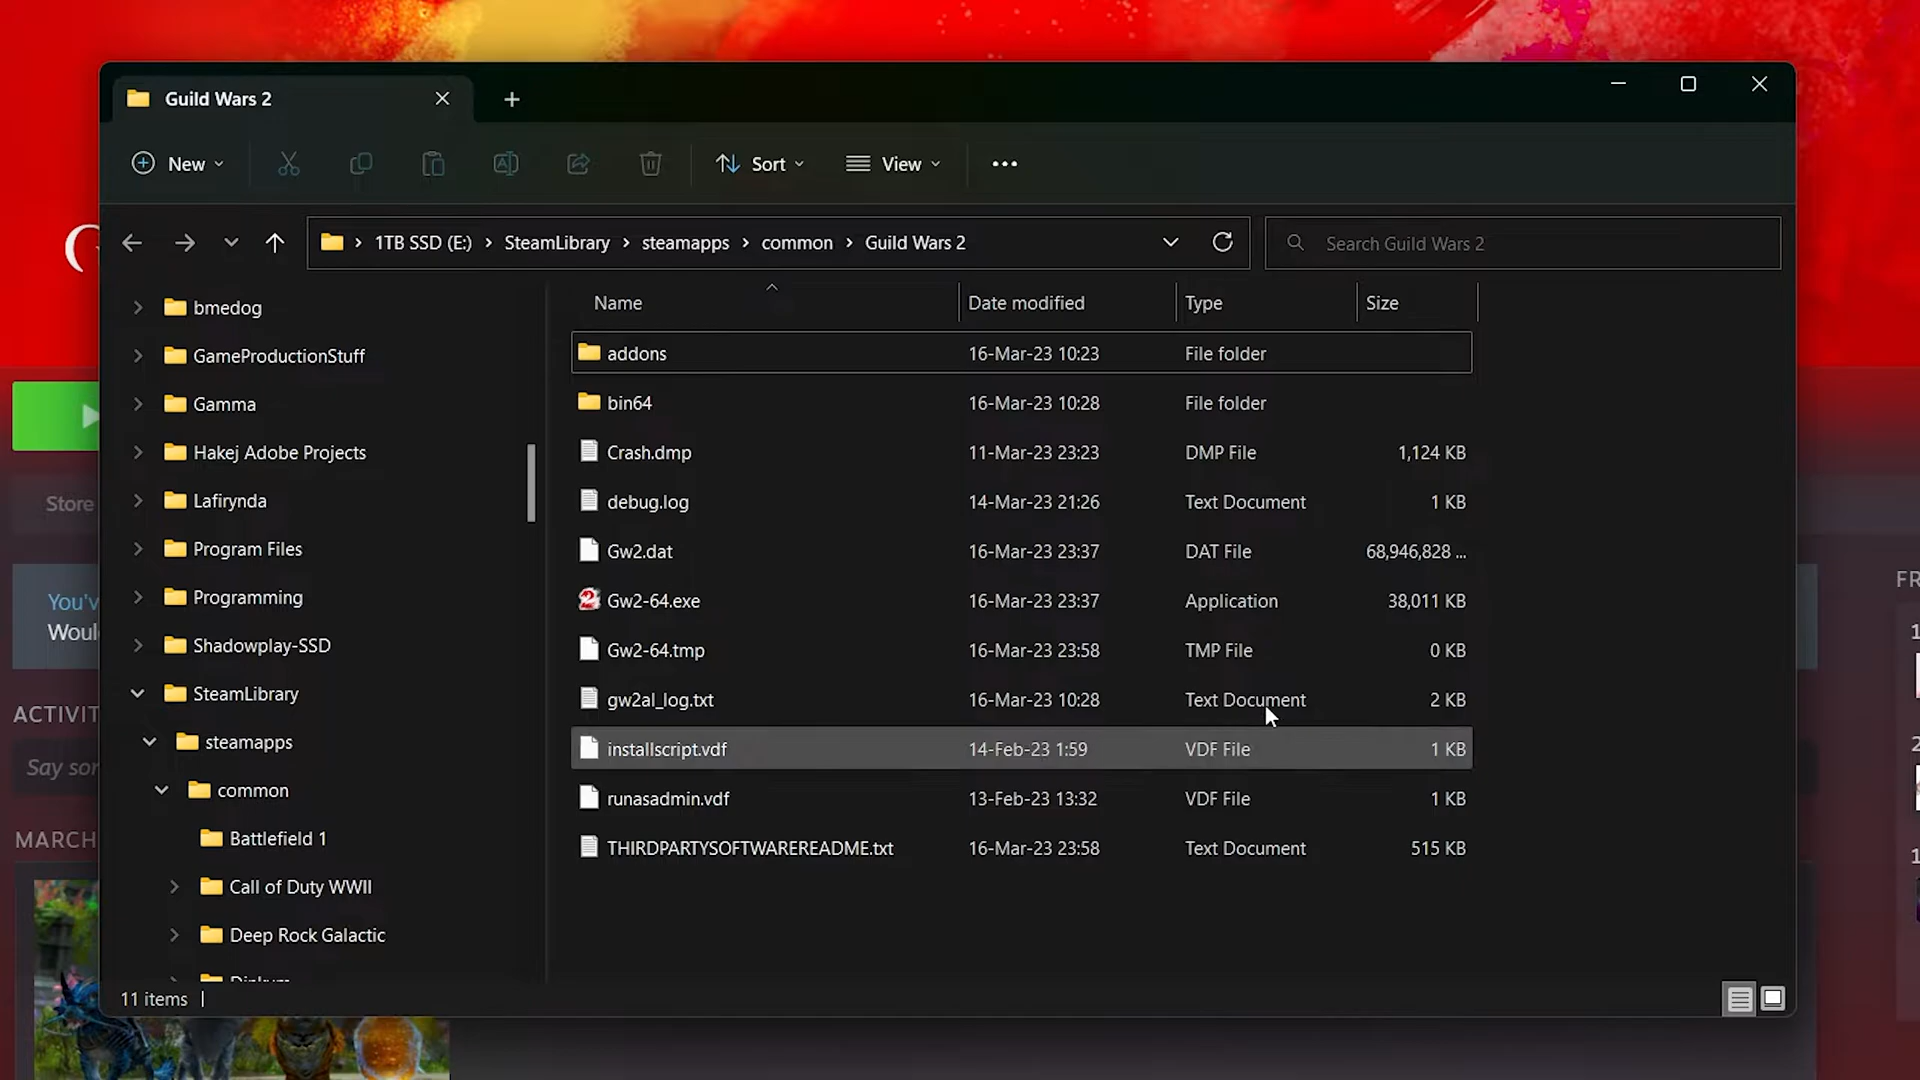 Guild Wars 2
New
Sort
View
1TB SSD (E:) > SteamLibrary > steamapps > common > Guild Wars 2
Search Guild Wars 2
bmedog
GameProductionStuff
Gamma
Hakej Adobe Projects
Lafirynda
Program Files
Programming
Shadowplay-SSD
SteamLibrary
steamapps
common
Battlefield 1
Call of Duty WWII
Deep Rock Galactic
Name Date modified Type Size
addons 16-Mar-23 10:23 File folder
bin64 16-Mar-23 10:28 File folder
Crash.dmp 11-Mar-23 23:23 DMP File 1,124 KB
debug.log 14-Mar-23 21:26 Text Document 1 KB
Gw2.dat 16-Mar-23 23:37 DAT File 68,946,828 ...
Gw2-64.exe 16-Mar-23 23:37 Application 38,011 KB
Gw2-64.tmp 16-Mar-23 23:58 TMP File 0 KB
gw2al_log.txt 16-Mar-23 10:28 Text Document 2 KB
installscript.vdf 14-Feb-23 1:59 VDF File 1 KB
runasadmin.vdf 13-Feb-23 13:32 VDF File 1 KB
THIRDPARTYSOFTWAREREADME.txt 16-Mar-23 23:58 Text Document 515 KB
11 items
Store
You'v
Woul
ACTIVIT
Say sor
MARCH
FR